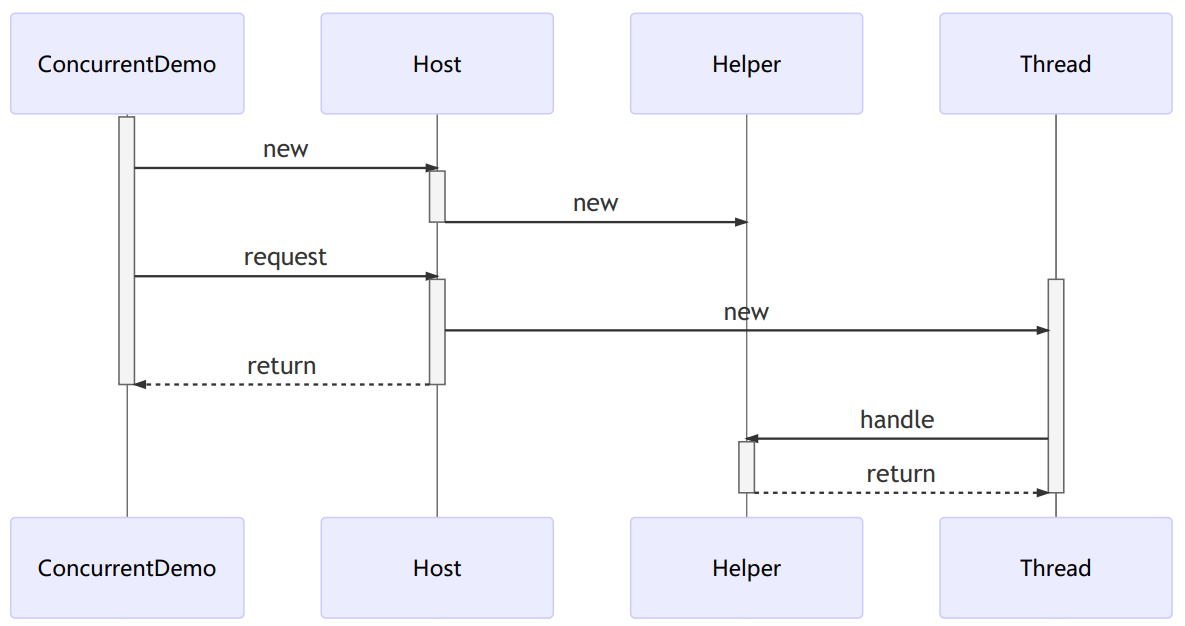 ConcurrentDemo
Host
Helper
Thread
new
new
request
new
return
handle
return
ConcurrentDemo
Host
Helper
Thread